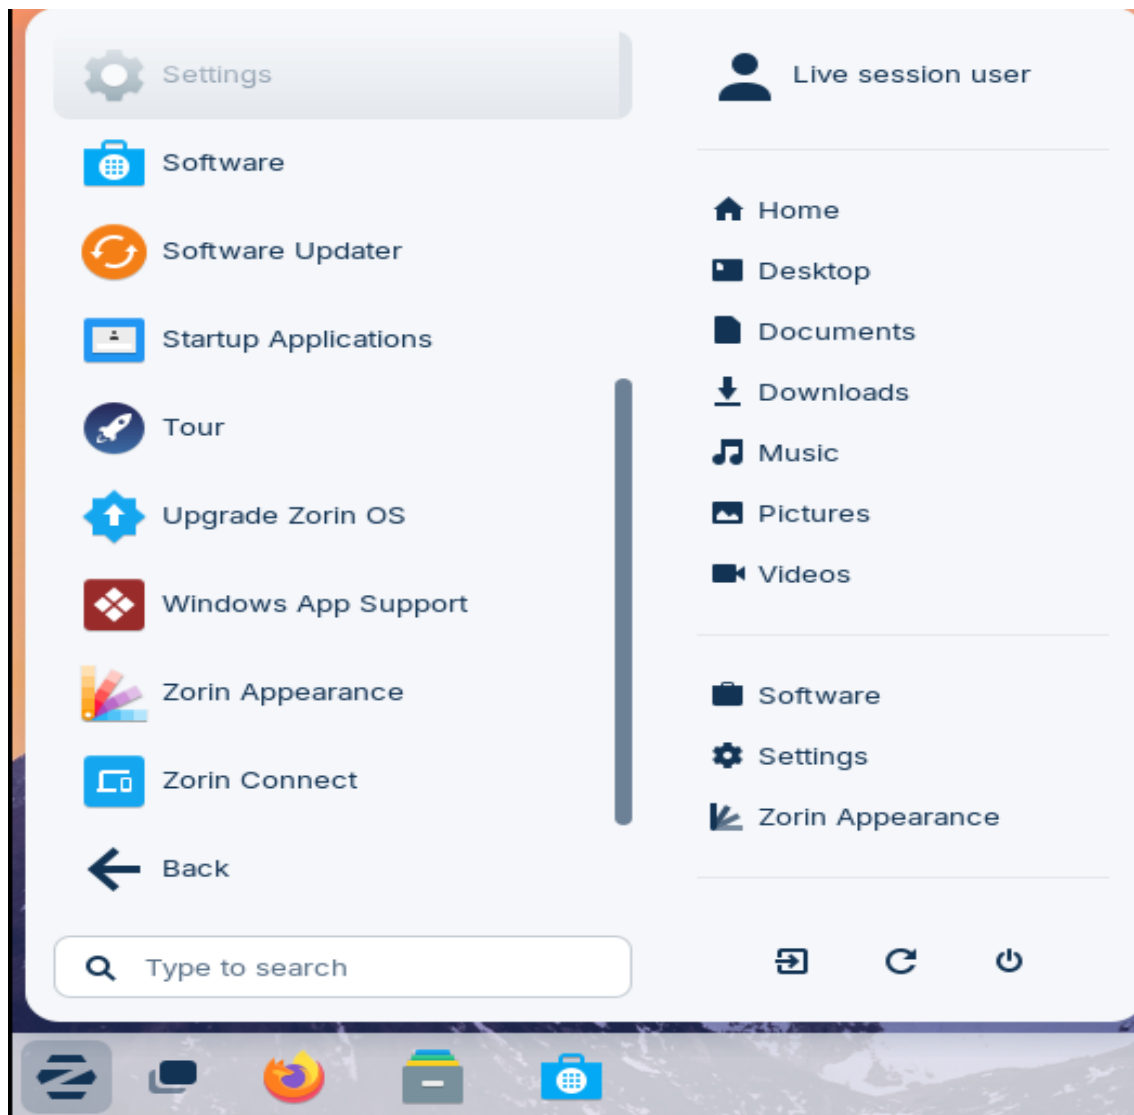 Settings
Software
Software Updater
Startup Applications
Tour
Upgrade Zorin OS
Windows App Support
Zorin Appearance
Zorin Connect
Back
Type to search
Live session user
Home
Desktop
Documents
Downloads
Music
Pictures
Videos
Software
Settings
Zorin Appearance